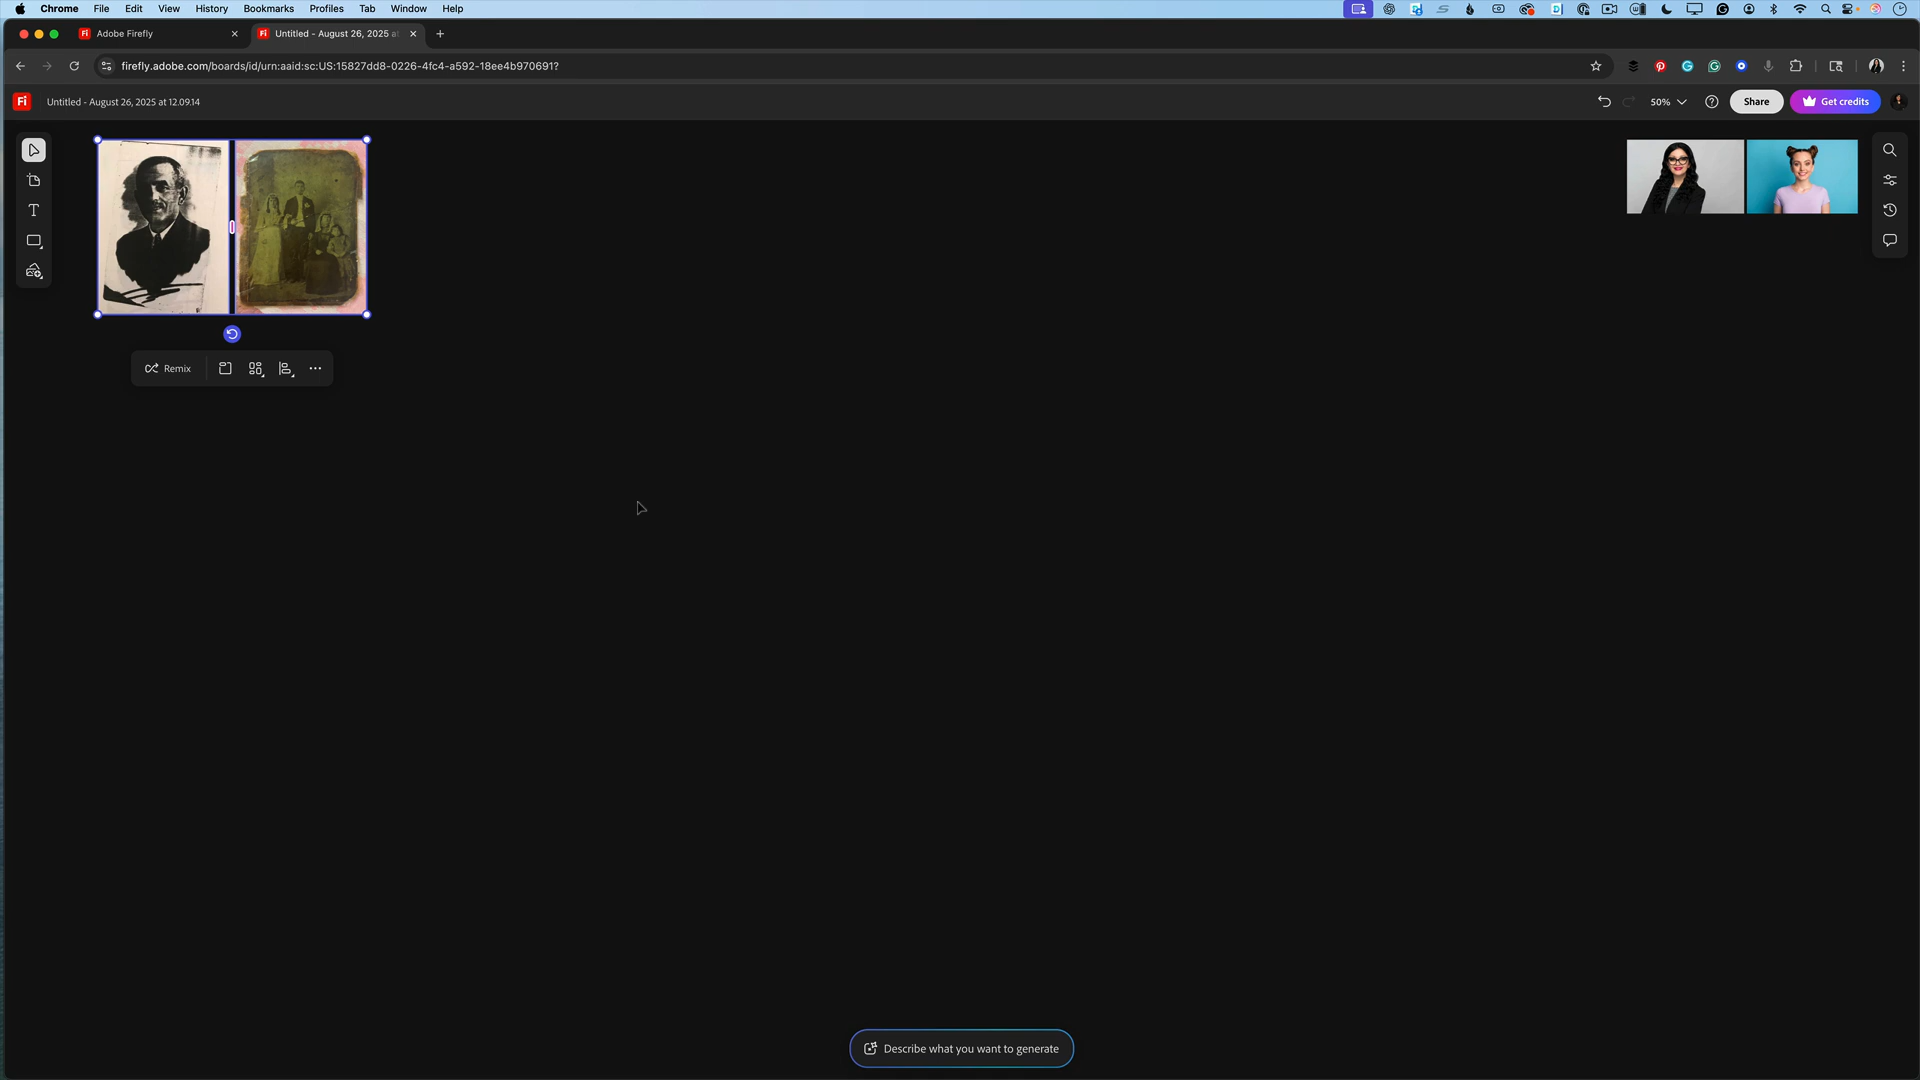 Chrome File Edit View History Bookmarks Profiles Tab Window Help
Adobe Firefly
Untitled - August 26, 2025 a
firefly.adobe.com/boards/id/urn:aaid:sc:US:15827dd8-0226-4fc4-a592-18ee4b970691?
Fi Untitled - August 26, 2025 at 12.09.14 50% Share Get credits
T
Remix
Describe what you want to generate